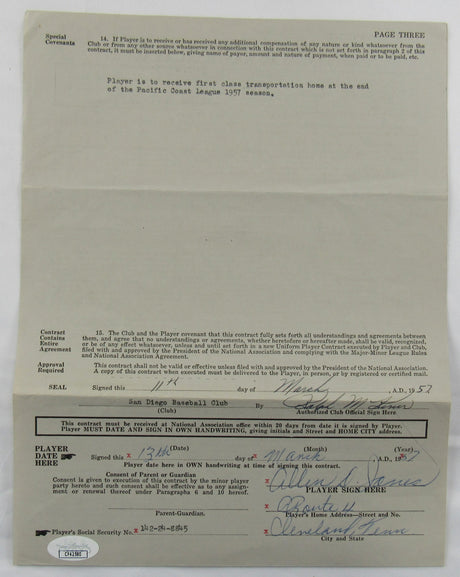 PAGE THREE
Special Covenants
14. If Player is to receive or has received any additional compensation of any nature or kind whatsoever from the
Club or from any other source whatsoever in connection with this contract which is not set forth in paragraph 2 of this
contract, it must be inserted below, giving name of payer, amount and nature of payment, when paid or to be paid, etc.
Player is to receive first class transportation home at the end
of the Pacific Coast League 1957 season.
Contract Contains Entire Agreement
15. The Club and the Player covenant that this contract fully sets forth all understandings and agreements between
them, and agree that no understandings or agreements, whether heretofore or hereafter made, shall be valid, recognized,
or be of any effect whatsoever, unless and until set forth in a new Uniform Player Contract executed by Player and Club,
filed with and approved by the President of the National Association and complying with the Major-Minor League Rules
and National Association Agreement.
Approval Required
This contract shall not be valid or effective unless filed with and approved by the President of the National Association.
A copy of this contract when executed must be delivered to the Player, in person, or by registered or certified mail.
SEAL
Signed this 11th day of March, A.D., 1957
San Diego Baseball Club By Ralph
(Club) Authorized Club Official Sign Here
This contract must be received at National Association office within 20 days from date it is signed by
Player. Player MUST DATE AND SIGN IN OWN HANDWRITING, giving initials and Street and HOME CITY address.
PLAYER DATE HERE
(Date) (Month) (Year)
Signed this x 13th day of x March A.D., 195
Player date here in OWN handwriting at time of signing this contract.
Consent of Parent or Guardian
Consent is given to execution of this contract by the minor player
party hereto and such consent shall be effective as to any assign-
ment or renewal thereof under Paragraphs 6 and 10 hereof.
x Allen S. Jones
PLAYER SIGN HERE
x Route 4
Parent-Guardian.
Player's Home Address—Street or No.
Player's Social Security No. x 142-24-8845
x Cleveland, Tenn
City and State
JSA